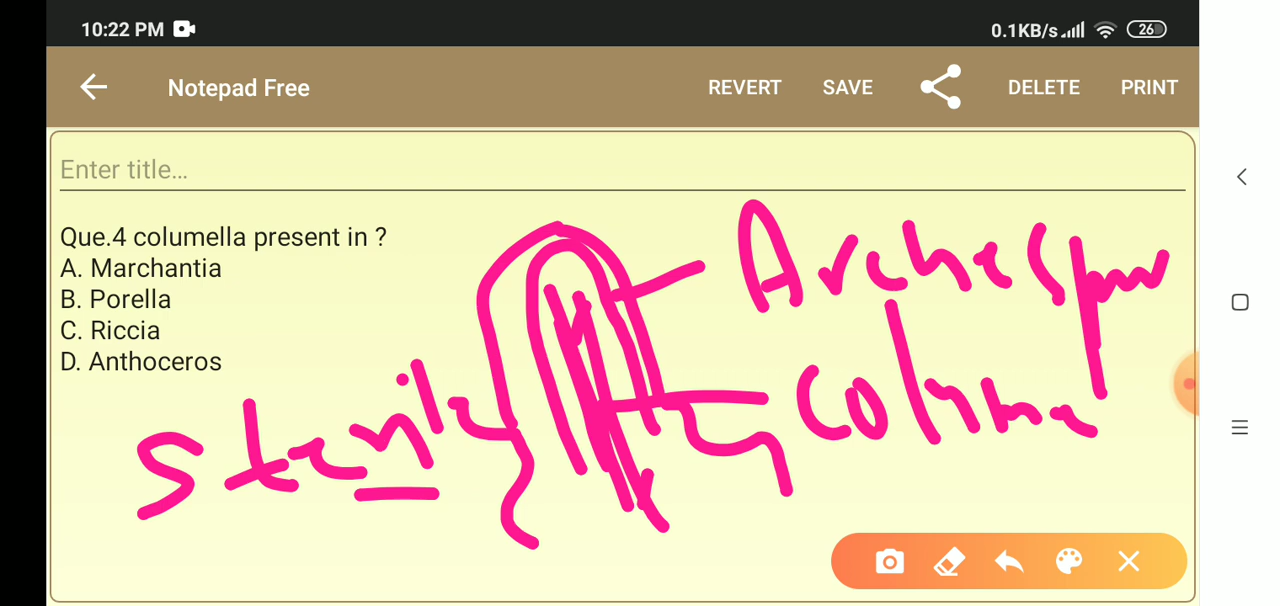 10:22 PM 0.1KB/s 26
Notepad Free REVERT SAVE DELETE PRINT
Enter title...
Que.4 columella present in ?
A. Marchantia
B. Porella
C. Riccia
D. Anthoceros